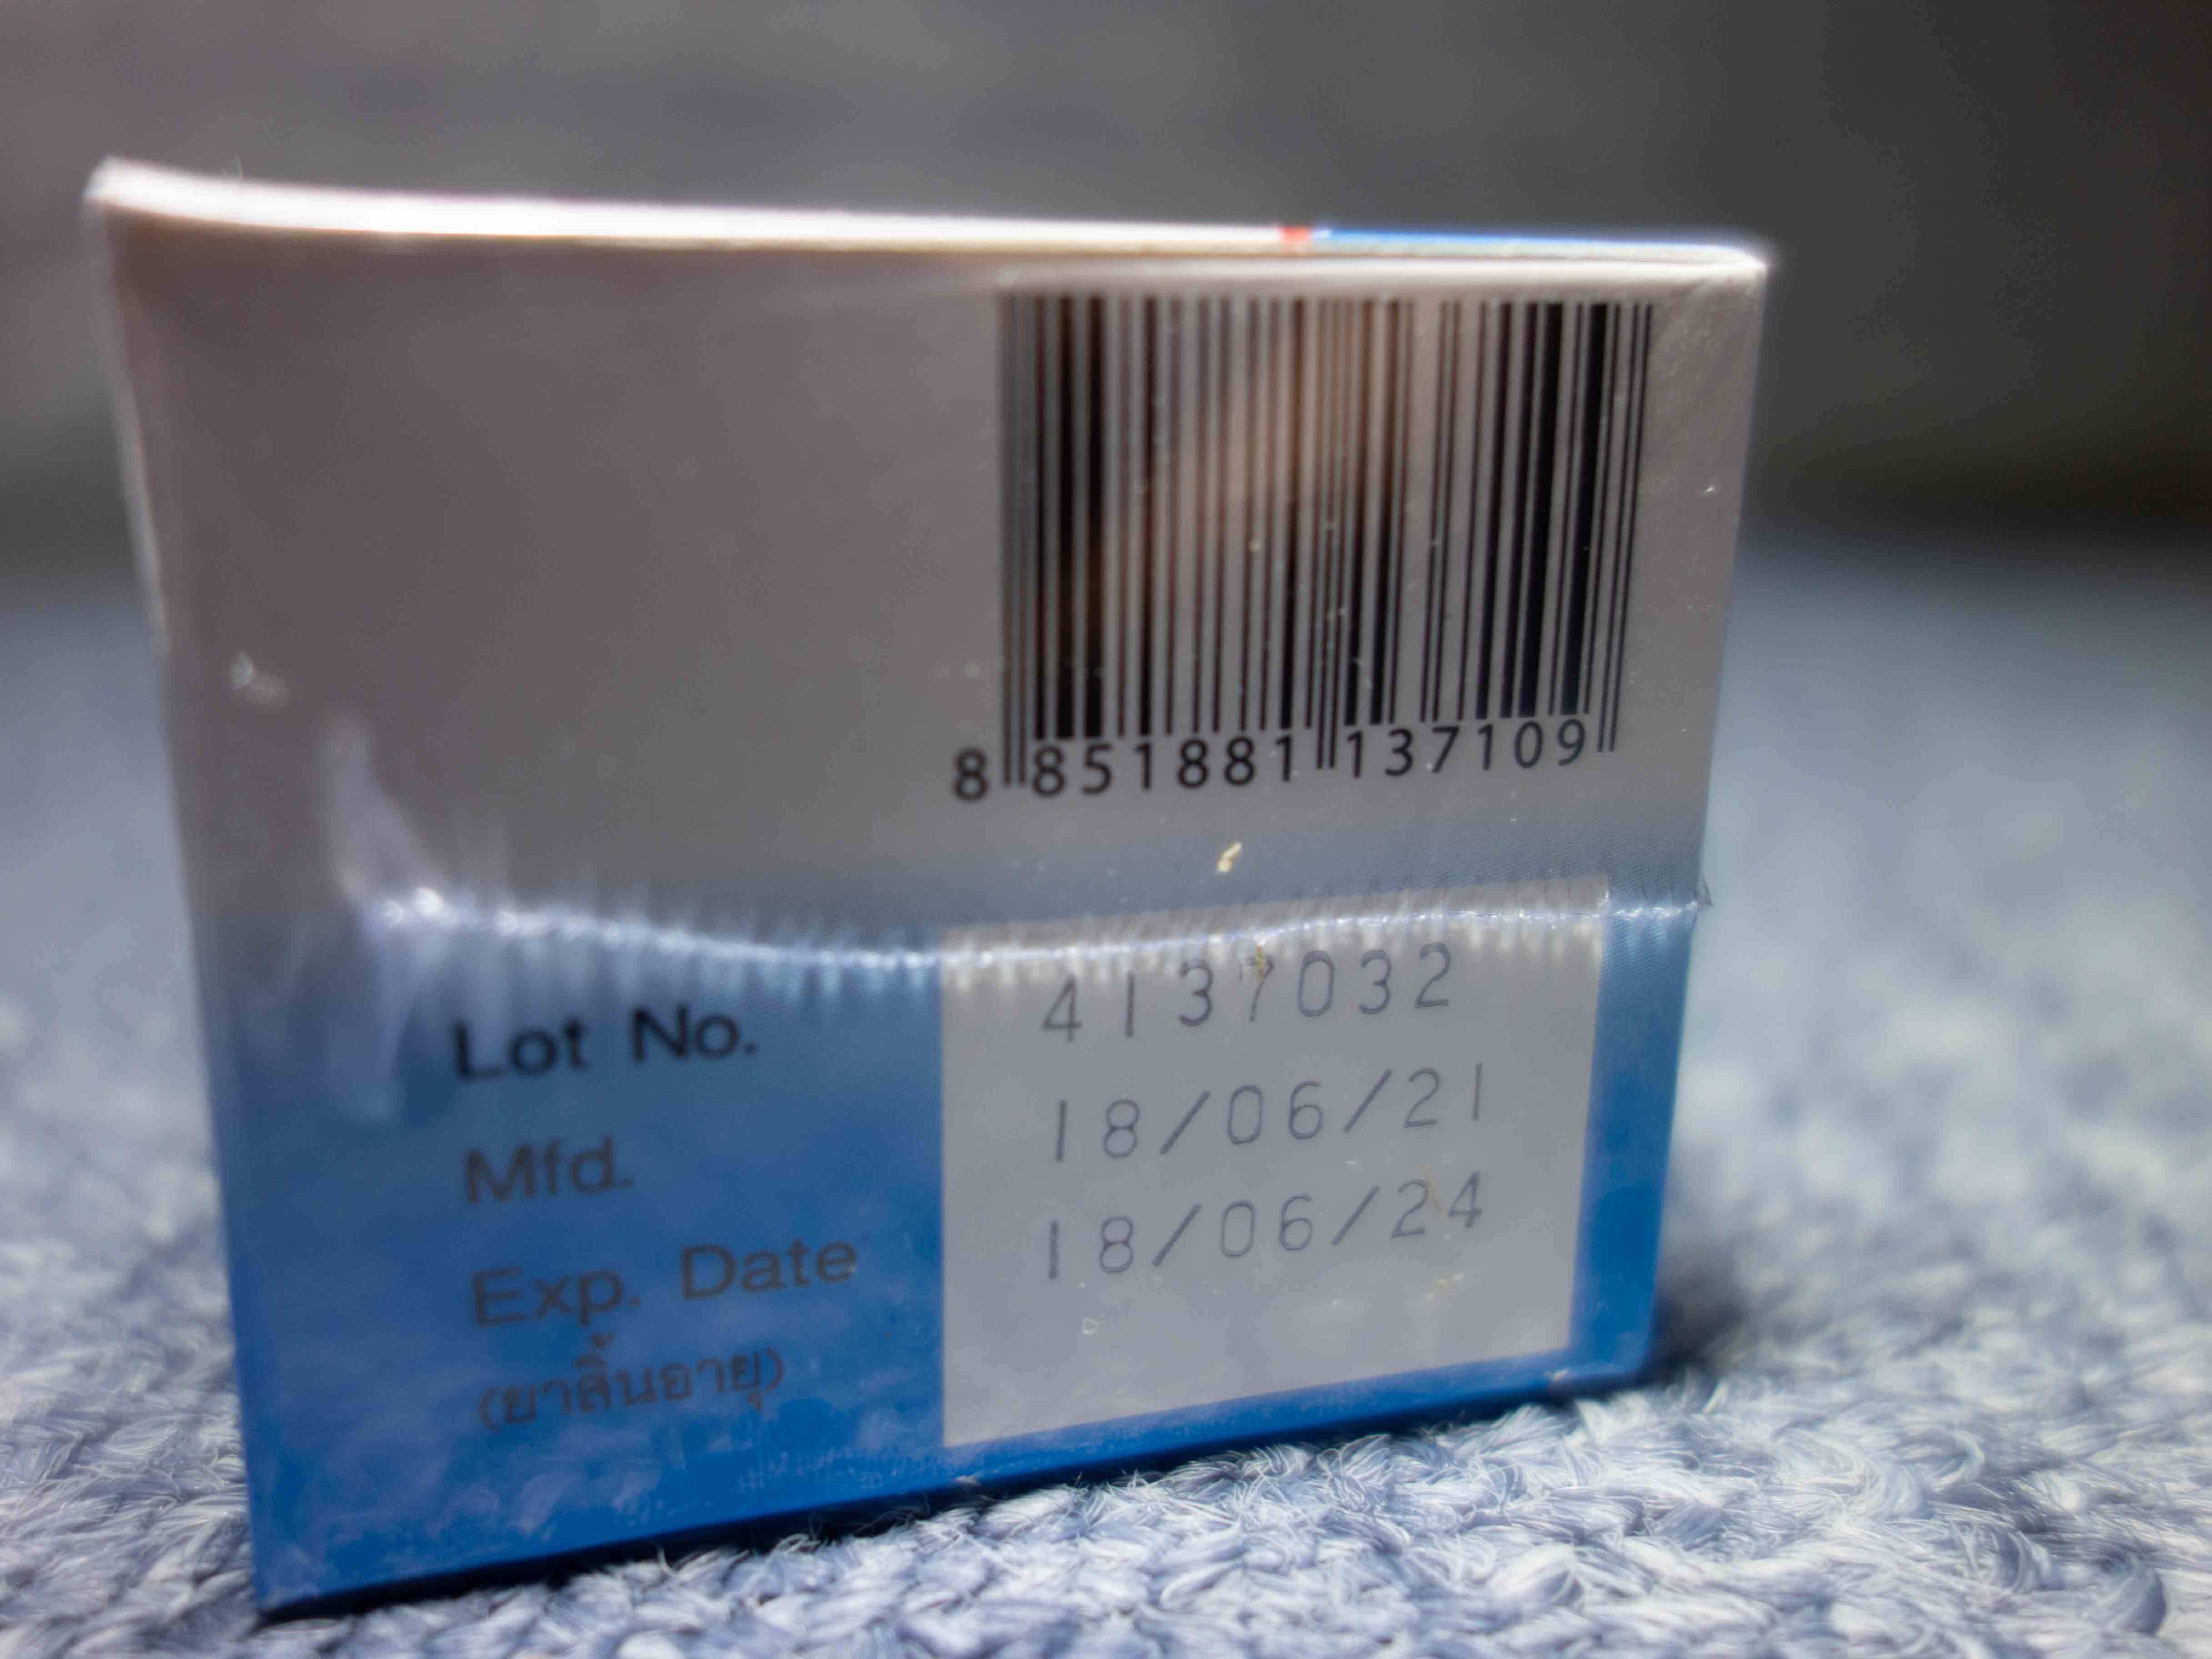 8 851881 137109
Lot No. 4137032
Mfd. 18/06/21
Exp. Date 18/06/24
(ยาสิ้นอายุ)